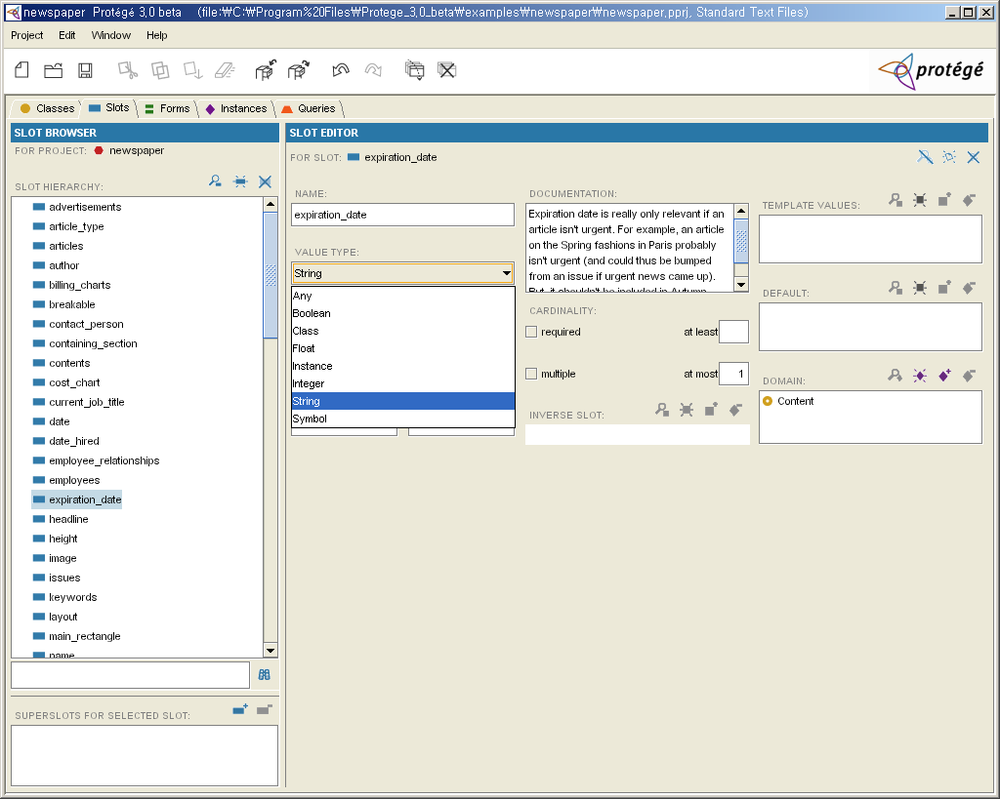 newspaper Protégé 3,0 beta (file:₩C:₩Program%20Files₩Protege_3,0_beta₩examples₩newspaper₩newspaper,pprj, Standard Text Files)
Project Edit Window Help
protégé
Classes Slots Forms Instances Queries
SLOT BROWSER
FOR PROJECT: newspaper
SLOT HIERARCHY:
advertisements
article_type
articles
author
billing_charts
breakable
contact_person
containing_section
contents
cost_chart
current_job_title
date
date_hired
employee_relationships
employees
expiration_date
headline
height
image
issues
keywords
layout
main_rectangle
name
SUPERSLOTS FOR SELECTED SLOT:
SLOT EDITOR
FOR SLOT: expiration_date
NAME:
expiration_date
VALUE TYPE:
String
Any
Boolean
Class
Float
Instance
Integer
String
Symbol
DOCUMENTATION:
Expiration date is really only relevant if an
article isn't urgent. For example, an article
on the Spring fashions in Paris probably
isn't urgent (and could thus be bumped
from an issue if urgent news came up).
But, it shouldn't be included in Autumn
CARDINALITY:
required at least
multiple at most 1
INVERSE SLOT:
TEMPLATE VALUES:
DEFAULT:
DOMAIN:
Content